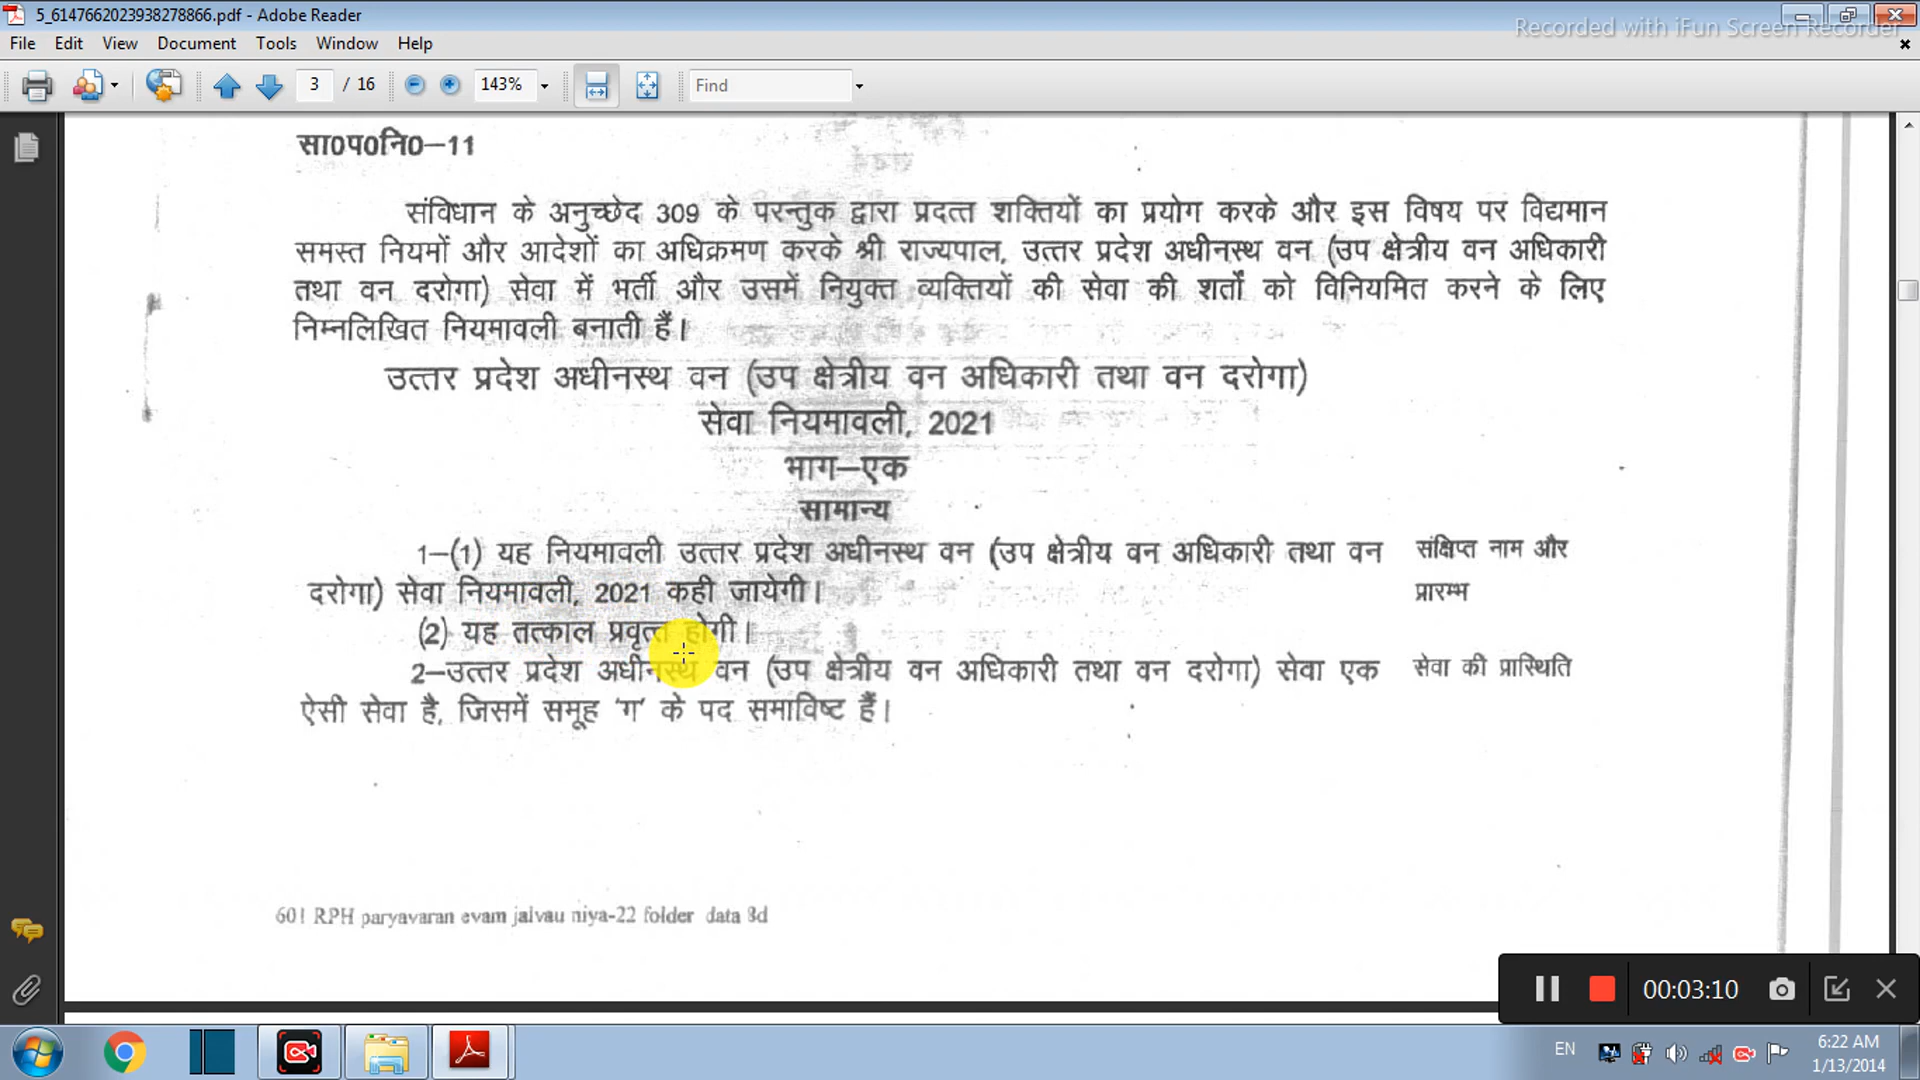 5_6147662023938278866.pdf - Adobe Reader
Recorded with iFun Screen Recorder
File Edit View Document Tools Window Help
3 / 16 143% Find
सा0प0नि0–11
संविधान के अनुच्छेद 309 के परन्तुक द्वारा प्रदत्त शक्तियों का प्रयोग करके और इस विषय पर विद्यमान
समस्त नियमों और आदेशों का अधिक्रमण करके श्री राज्यपाल, उत्तर प्रदेश अधीनस्थ वन (उप क्षेत्रीय वन अधिकारी
तथा वन दरोगा) सेवा में भर्ती और उसमें नियुक्त व्यक्तियों की सेवा की शर्तों को विनियमित करने के लिए
निम्नलिखित नियमावली बनाती हैं।
उत्तर प्रदेश अधीनस्थ वन (उप क्षेत्रीय वन अधिकारी तथा वन दरोगा)
सेवा नियमावली, 2021
भाग–एक
सामान्य
1–(1) यह नियमावली उत्तर प्रदेश अधीनस्थ वन (उप क्षेत्रीय वन अधिकारी तथा वन संक्षिप्त नाम और
दरोगा) सेवा नियमावली, 2021 कही जायेगी। प्रारम्भ
(2) यह तत्काल प्रवृत्त होगी।
2–उत्तर प्रदेश अधीनस्थ वन (उप क्षेत्रीय वन अधिकारी तथा वन दरोगा) सेवा एक सेवा की प्रास्थिति
ऐसी सेवा है, जिसमें समूह 'ग' के पद समाविष्ट हैं।
601 RPH paryavaran evam jalvau niya-22 folder data 3d
00:03:10
EN
6:22 AM
1/13/2014